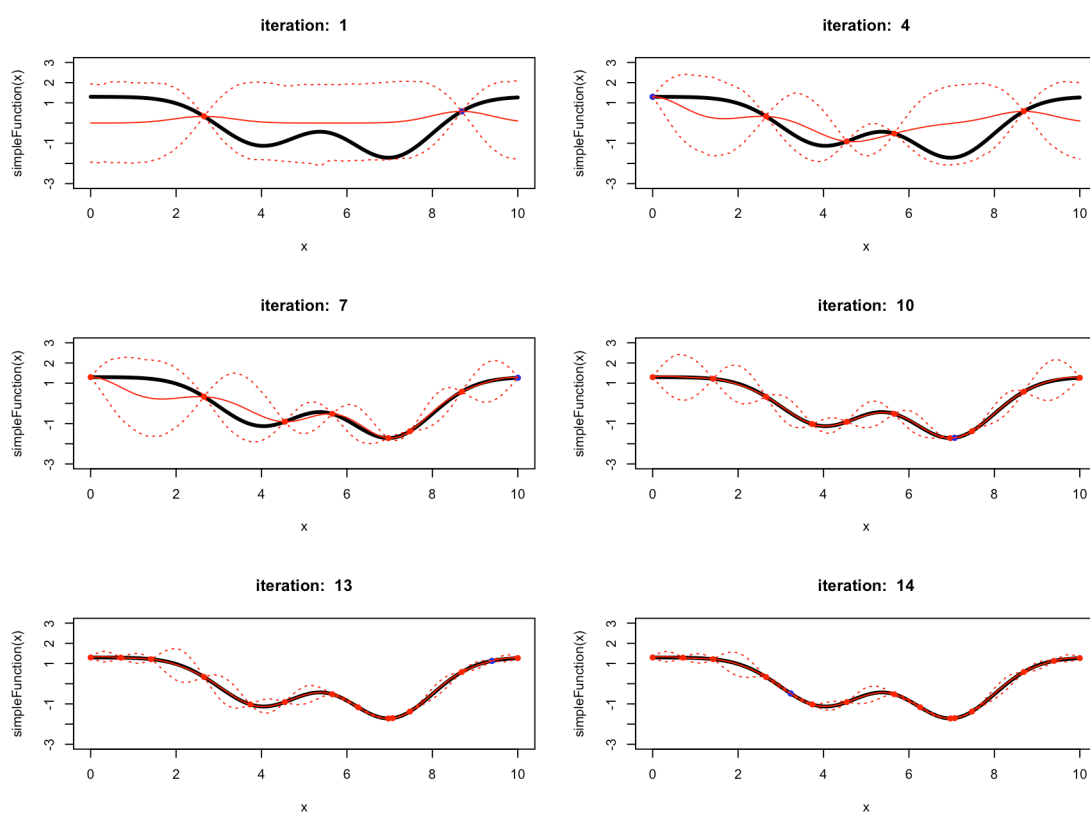 iteration:  1
simpleFunction(x)
3
2
1
-1
-3
0 2 4 6 8 10
x
iteration:  4
simpleFunction(x)
3
2
1
-1
-3
0 2 4 6 8 10
x
iteration:  7
simpleFunction(x)
3
2
1
-1
-3
0 2 4 6 8 10
x
iteration:  10
simpleFunction(x)
3
2
1
-1
-3
0 2 4 6 8 10
x
iteration:  13
simpleFunction(x)
3
2
1
-1
-3
0 2 4 6 8 10
x
iteration:  14
simpleFunction(x)
3
2
1
-1
-3
0 2 4 6 8 10
x